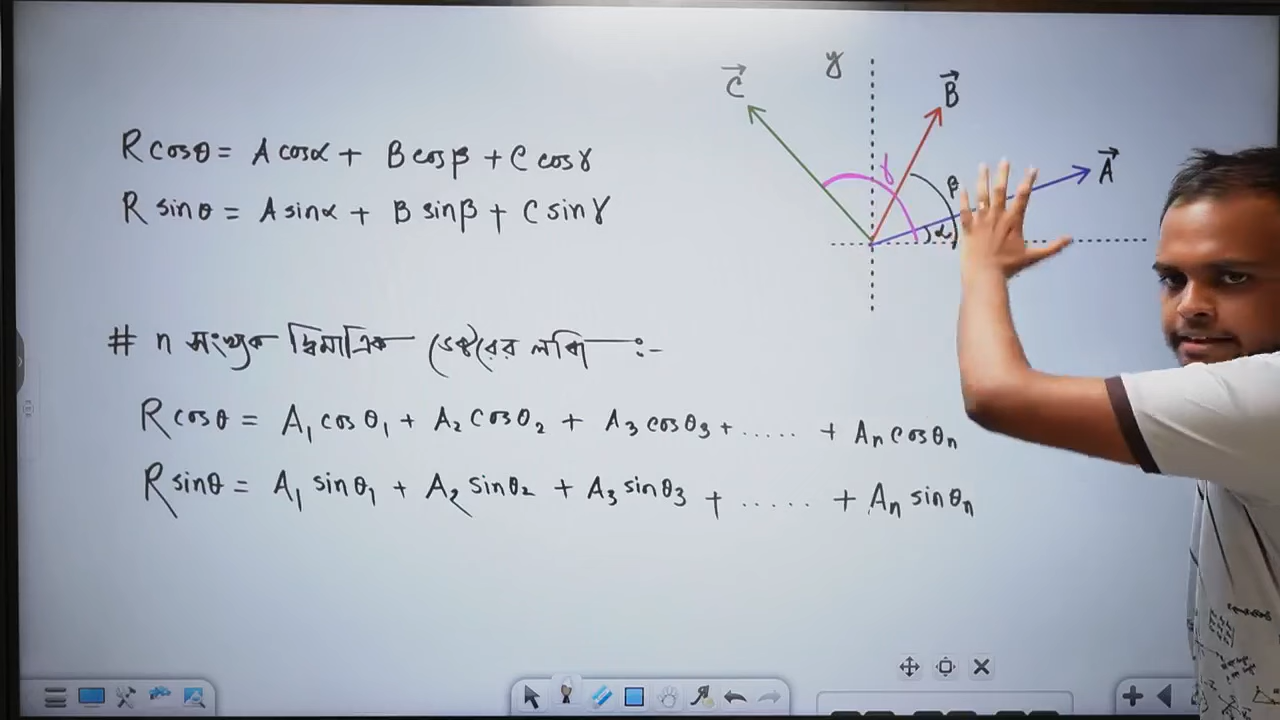 R cosθ = A cosα + B cosβ + C cosγ
R sinθ = A sinα + B sinβ + C sinγ
C⃗
y
B⃗
A⃗
γ
β
α
# n সংখ্যক দ্বিমাত্রিক ভেক্টরের লব্ধি :-
R cosθ = A₁ cosθ₁ + A₂ cosθ₂ + A₃ cosθ₃ + ..... + Aₙ cosθₙ
R sinθ = A₁ sinθ₁ + A₂ sinθ₂ + A₃ sinθ₃ + ...... + Aₙ sinθₙ